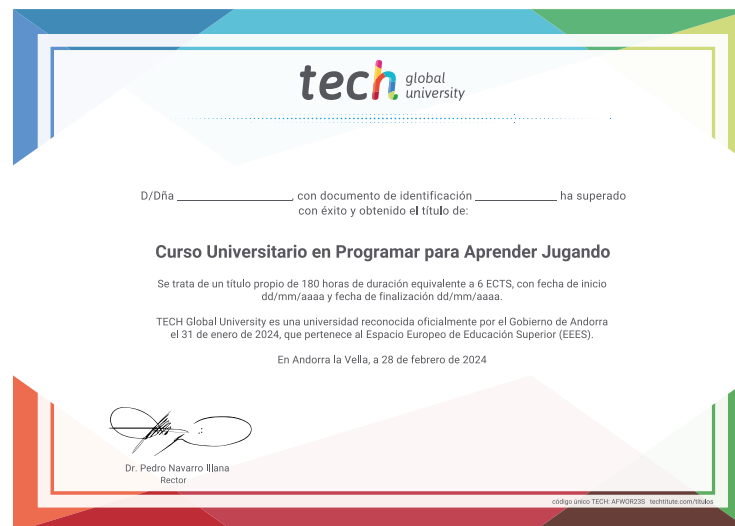 tech global university
D/Dña ____________________, con documento de identificación ______________ ha superado
con éxito y obtenido el título de:
Curso Universitario en Programar para Aprender Jugando
Se trata de un título propio de 180 horas de duración equivalente a 6 ECTS, con fecha de inicio
dd/mm/aaaa y fecha de finalización dd/mm/aaaa.
TECH Global University es una universidad reconocida oficialmente por el Gobierno de Andorra
el 31 de enero de 2024, que pertenece al Espacio Europeo de Educación Superior (EEES).
En Andorra la Vella, a 28 de febrero de 2024
Dr. Pedro Navarro Illana
Rector
código único TECH: AFWOR23S techtitute.com/titulos